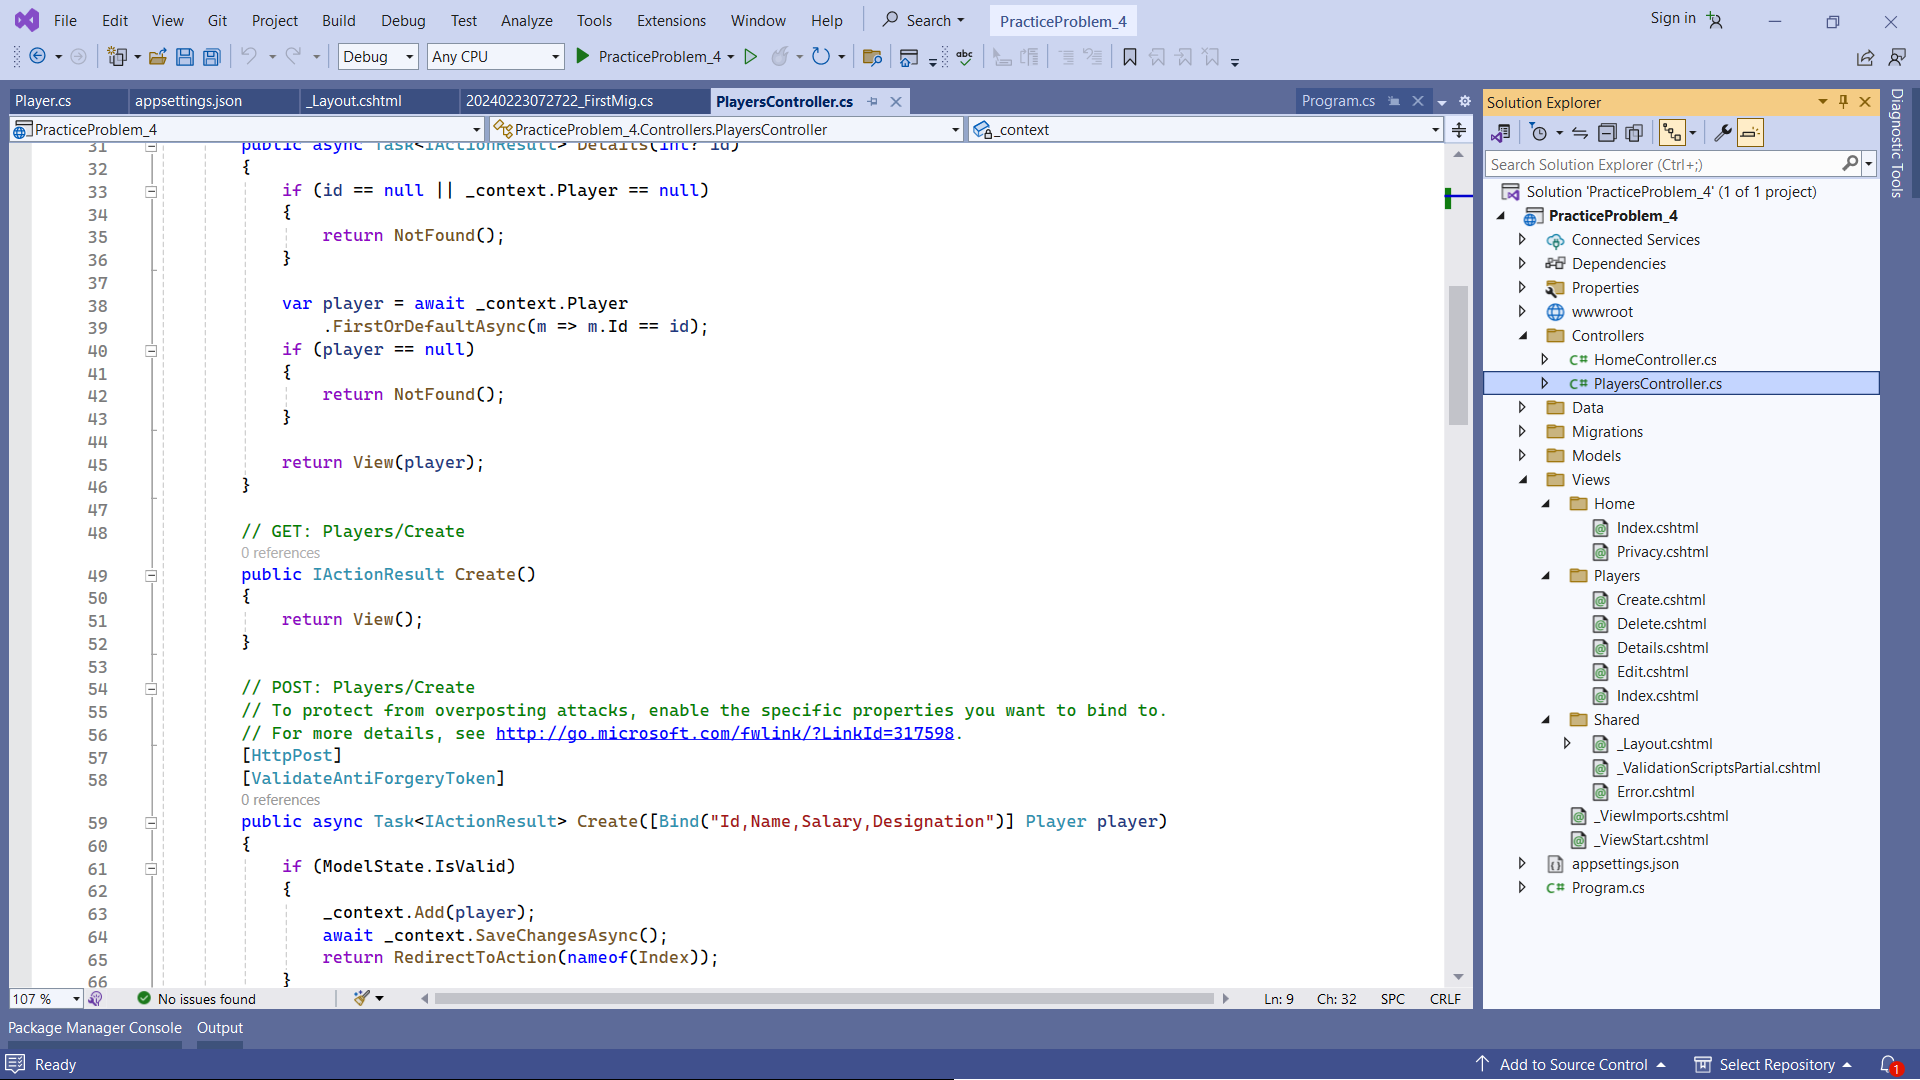 File Edit View Git Project Build Debug Test Analyze Tools Extensions Window Help Search PracticeProblem_4 Sign in
Debug Any CPU PracticeProblem_4
Player.cs appsettings.json _Layout.cshtml 20240223072722_FirstMig.cs PlayersController.cs Program.cs
PracticeProblem_4 PracticeProblem_4.Controllers.PlayersController _context
31 public async Task<IActionResult> Details(int? id)
32 {
33 if (id == null || _context.Player == null)
34 {
35 return NotFound();
36 }
37
38 var player = await _context.Player
39 .FirstOrDefaultAsync(m => m.Id == id);
40 if (player == null)
41 {
42 return NotFound();
43 }
44
45 return View(player);
46 }
47
48 // GET: Players/Create
0 references
49 public IActionResult Create()
50 {
51 return View();
52 }
53
54 // POST: Players/Create
55 // To protect from overposting attacks, enable the specific properties you want to bind to.
56 // For more details, see http://go.microsoft.com/fwlink/?LinkId=317598.
57 [HttpPost]
58 [ValidateAntiForgeryToken]
0 references
59 public async Task<IActionResult> Create([Bind("Id,Name,Salary,Designation")] Player player)
60 {
61 if (ModelState.IsValid)
62 {
63 _context.Add(player);
64 await _context.SaveChangesAsync();
65 return RedirectToAction(nameof(Index));
66 }
107 % No issues found Ln: 9 Ch: 32 SPC CRLF
Solution Explorer
Search Solution Explorer (Ctrl+;)
Solution 'PracticeProblem_4' (1 of 1 project)
PracticeProblem_4
Connected Services
Dependencies
Properties
wwwroot
Controllers
C# HomeController.cs
C# PlayersController.cs
Data
Migrations
Models
Views
Home
Index.cshtml
Privacy.cshtml
Players
Create.cshtml
Delete.cshtml
Details.cshtml
Edit.cshtml
Index.cshtml
Shared
_Layout.cshtml
_ValidationScriptsPartial.cshtml
Error.cshtml
_ViewImports.cshtml
_ViewStart.cshtml
appsettings.json
C# Program.cs
Diagnostic Tools
Package Manager Console Output
Ready Add to Source Control Select Repository 1